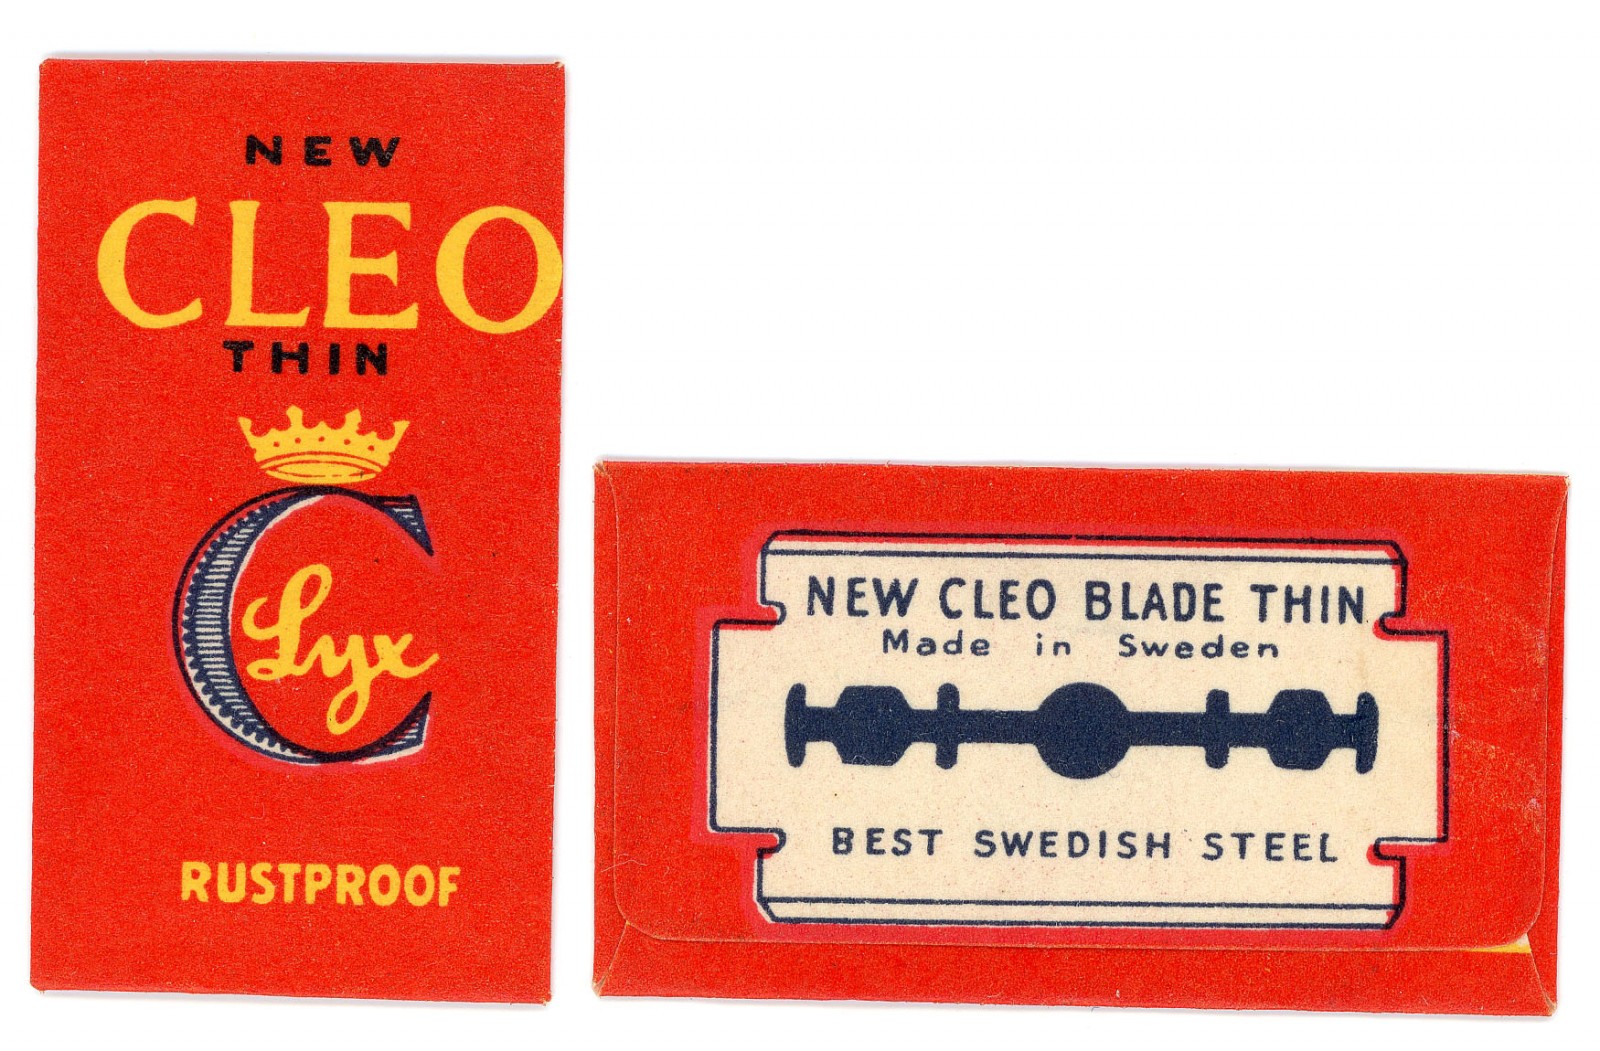 NEW
CLEO
THIN
Lyx
RUSTPROOF
NEW CLEO BLADE THIN
Made in Sweden
BEST SWEDISH STEEL